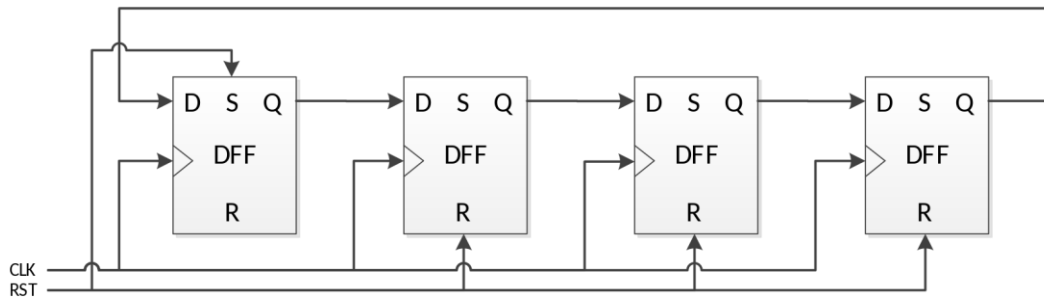 D S Q D S Q D S Q D S Q
DFF DFF DFF DFF
R R R R
CLK
RST